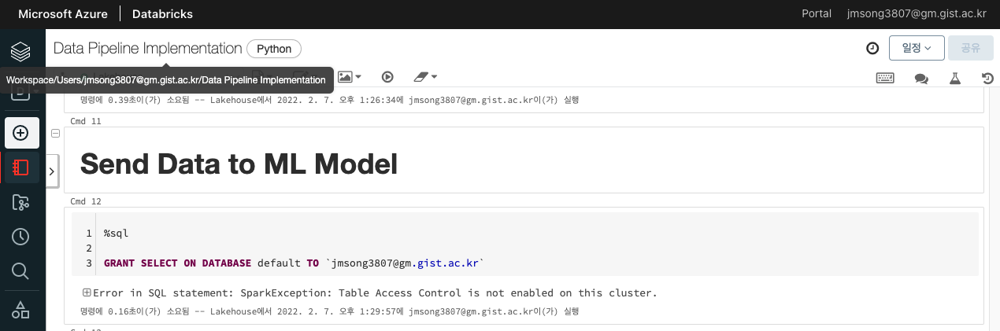 Microsoft Azure Databricks Portal jmsong3807@gm.gist.ac.kr
Data Pipeline Implementation Python 일정 공유
Workspace/Users/jmsong3807@gm.gist.ac.kr/Data Pipeline Implementation
명령에 0.39초이(가) 소요됨 -- Lakehouse에서 2022. 2. 7. 오후 1:26:34에 jmsong3807@gm.gist.ac.kr이(가) 실행
Cmd 11
Send Data to ML Model
Cmd 12
1 %sql
2
3 GRANT SELECT ON DATABASE default TO `jmsong3807@gm.gist.ac.kr`
Error in SQL statement: SparkException: Table Access Control is not enabled on this cluster.
명령에 0.16초이(가) 소요됨 -- Lakehouse에서 2022. 2. 7. 오후 1:29:57에 jmsong3807@gm.gist.ac.kr이(가) 실행